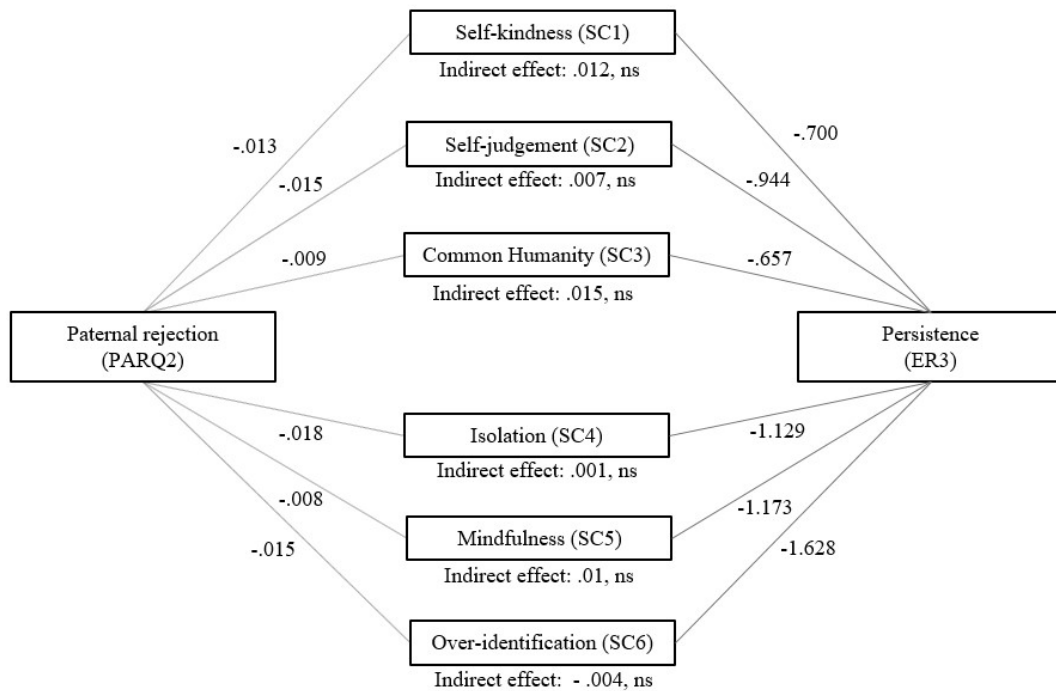 Self-kindness (SC1)
Indirect effect: .012, ns
-.013
-.700
Self-judgement (SC2)
Indirect effect: .007, ns
-.015
-.944
Common Humanity (SC3)
Indirect effect: .015, ns
-.009
-.657
Paternal rejection
(PARQ2)
Persistence
(ER3)
Isolation (SC4)
Indirect effect: .001, ns
-.018
-1.129
Mindfulness (SC5)
Indirect effect: .01, ns
-.008
-1.173
-.015
-1.628
Over-identification (SC6)
Indirect effect: - .004, ns